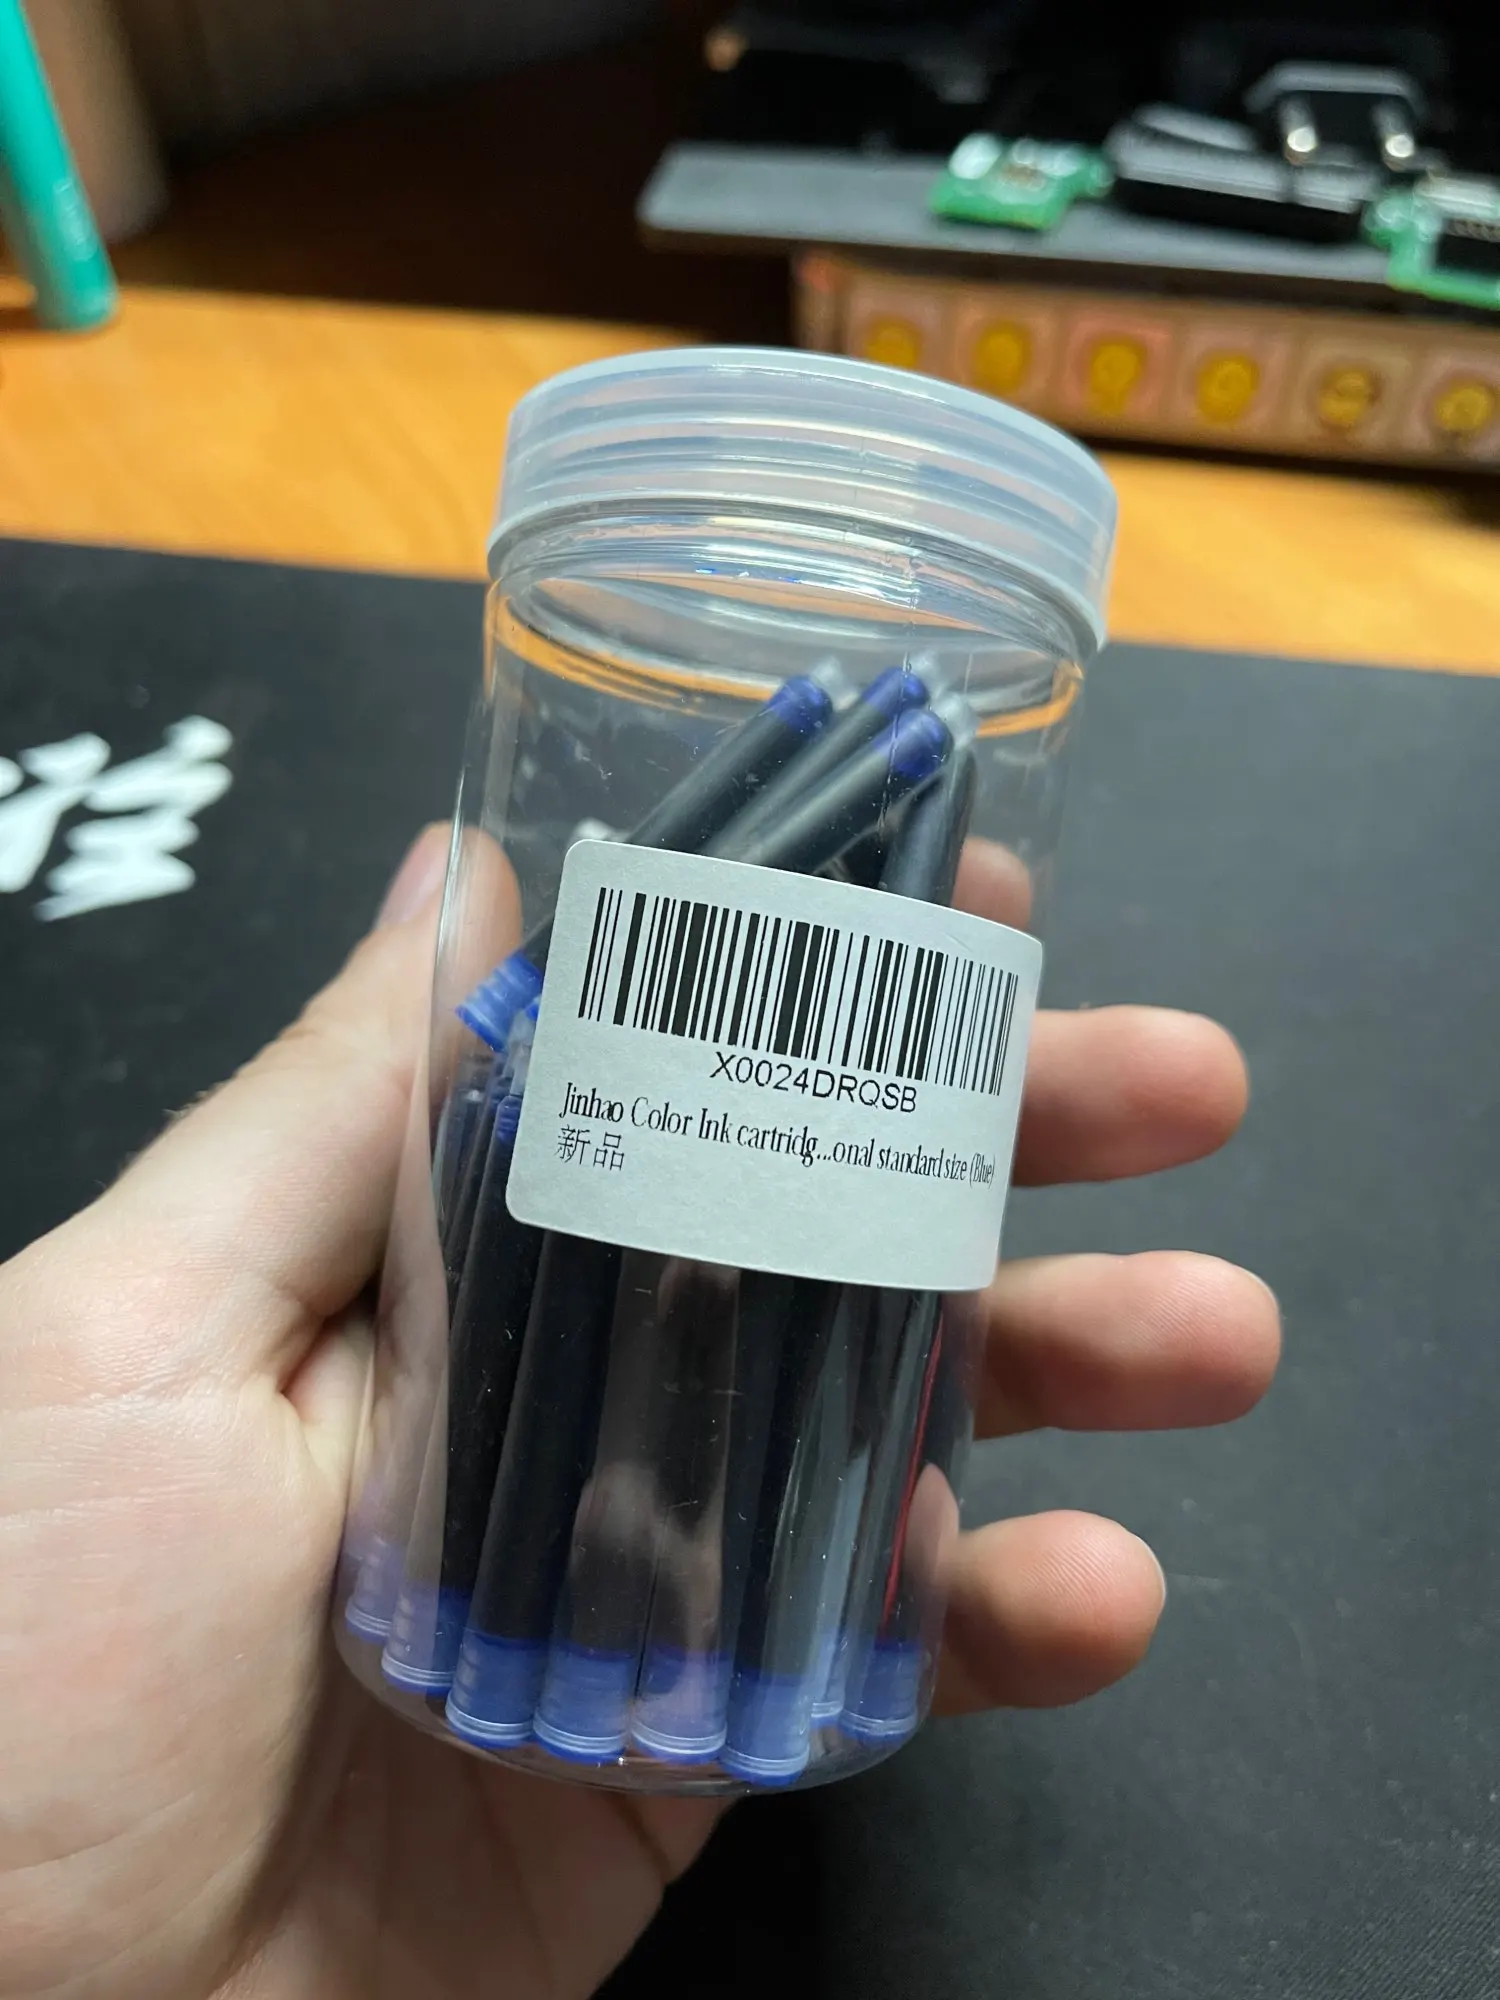 X0024DRQSB
Jinhao Color Ink cartridg...onal standard size (Blue)
新品